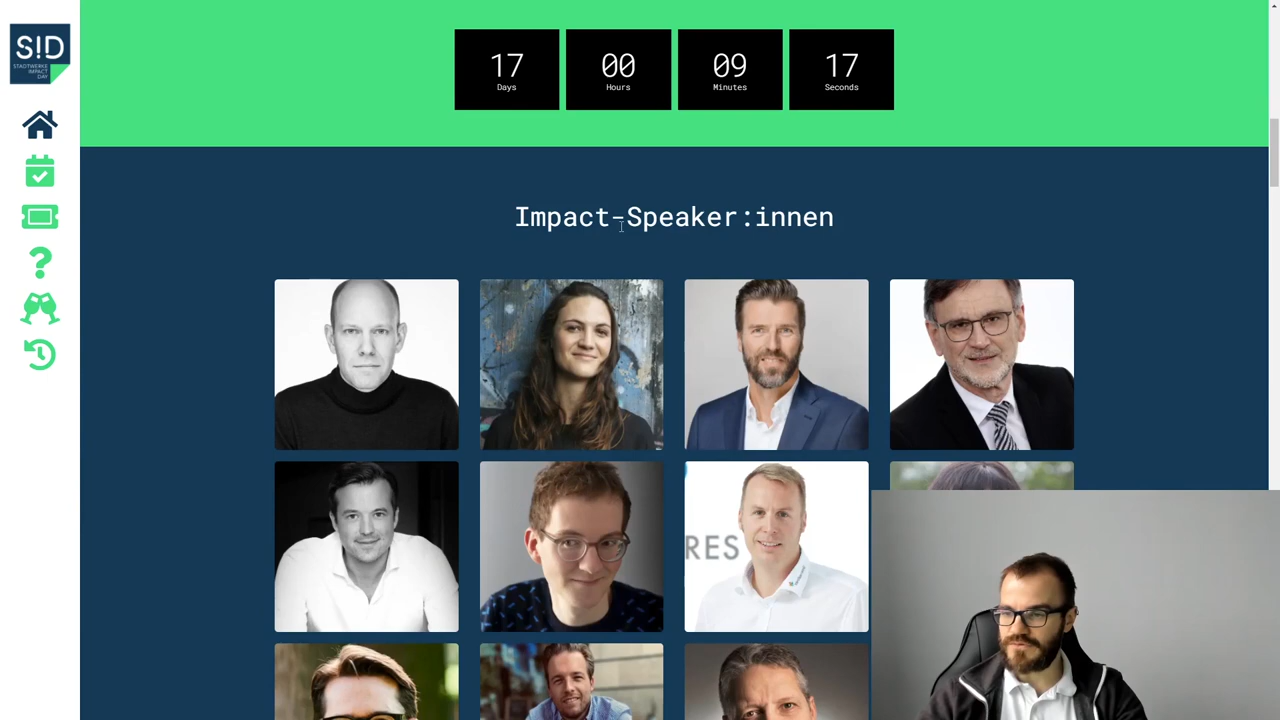 S!D
STADTWERKE
IMPACT
DAY
17 00 09 17
Days Hours Minutes Seconds
Impact-Speaker:innen
RES